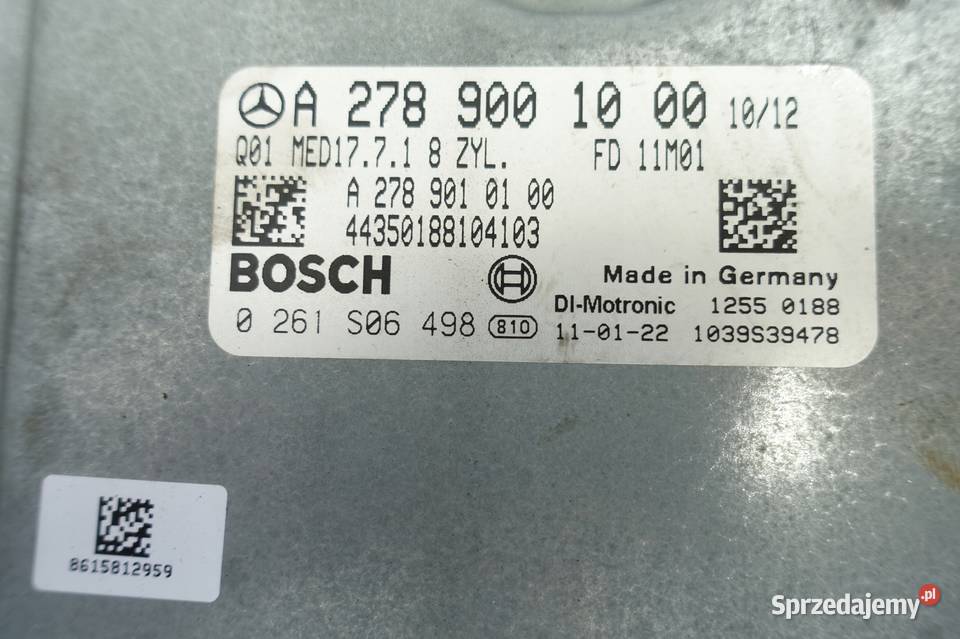 A 278 900 10 00 10/12
Q01 MED17.7.1 8 ZYL. FD 11M01
A 278 901 01 00
44350188104103
BOSCH
Made in Germany
DI-Motronic 1255 0188
0 261 S06 498 810 11-01-22 1039S39478
8615812959
Sprzedajemy.pl